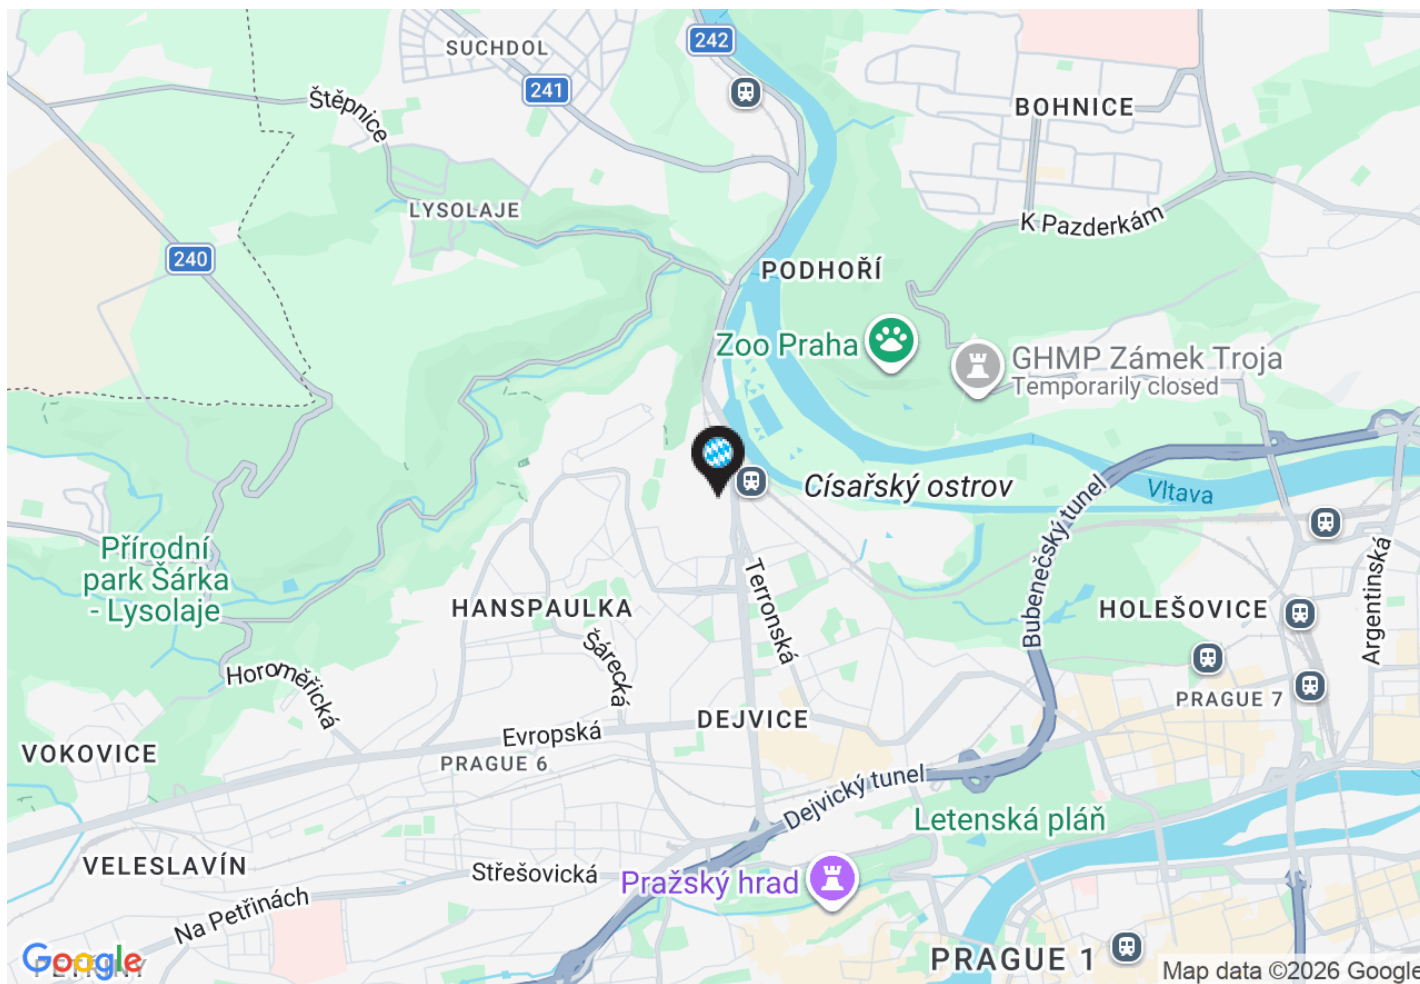 242
SUCHDOL
241
Štěpnice
BOHNICE
LYSOLAJE
K Pazderkám
240
PODHOŘÍ
Zoo Praha
GHMP Zámek Troja
Temporarily closed
Císařský ostrov
Vltava
Bubenečský tunel
Argentinská
Přírodní
park Šárka
- Lysolaje
HANSPAULKA
Terronská
HOLEŠOVICE
Šárecká
Horoměřická
PRAGUE 7
DEJVICE
Evropská
VOKOVICE
PRAGUE 6
Dejvický tunel
Letenská pláň
VELESLAVÍN
Střešovická
Pražský hrad
Na Petřinách
Google
PRAGUE 1
Map data ©2026 Google